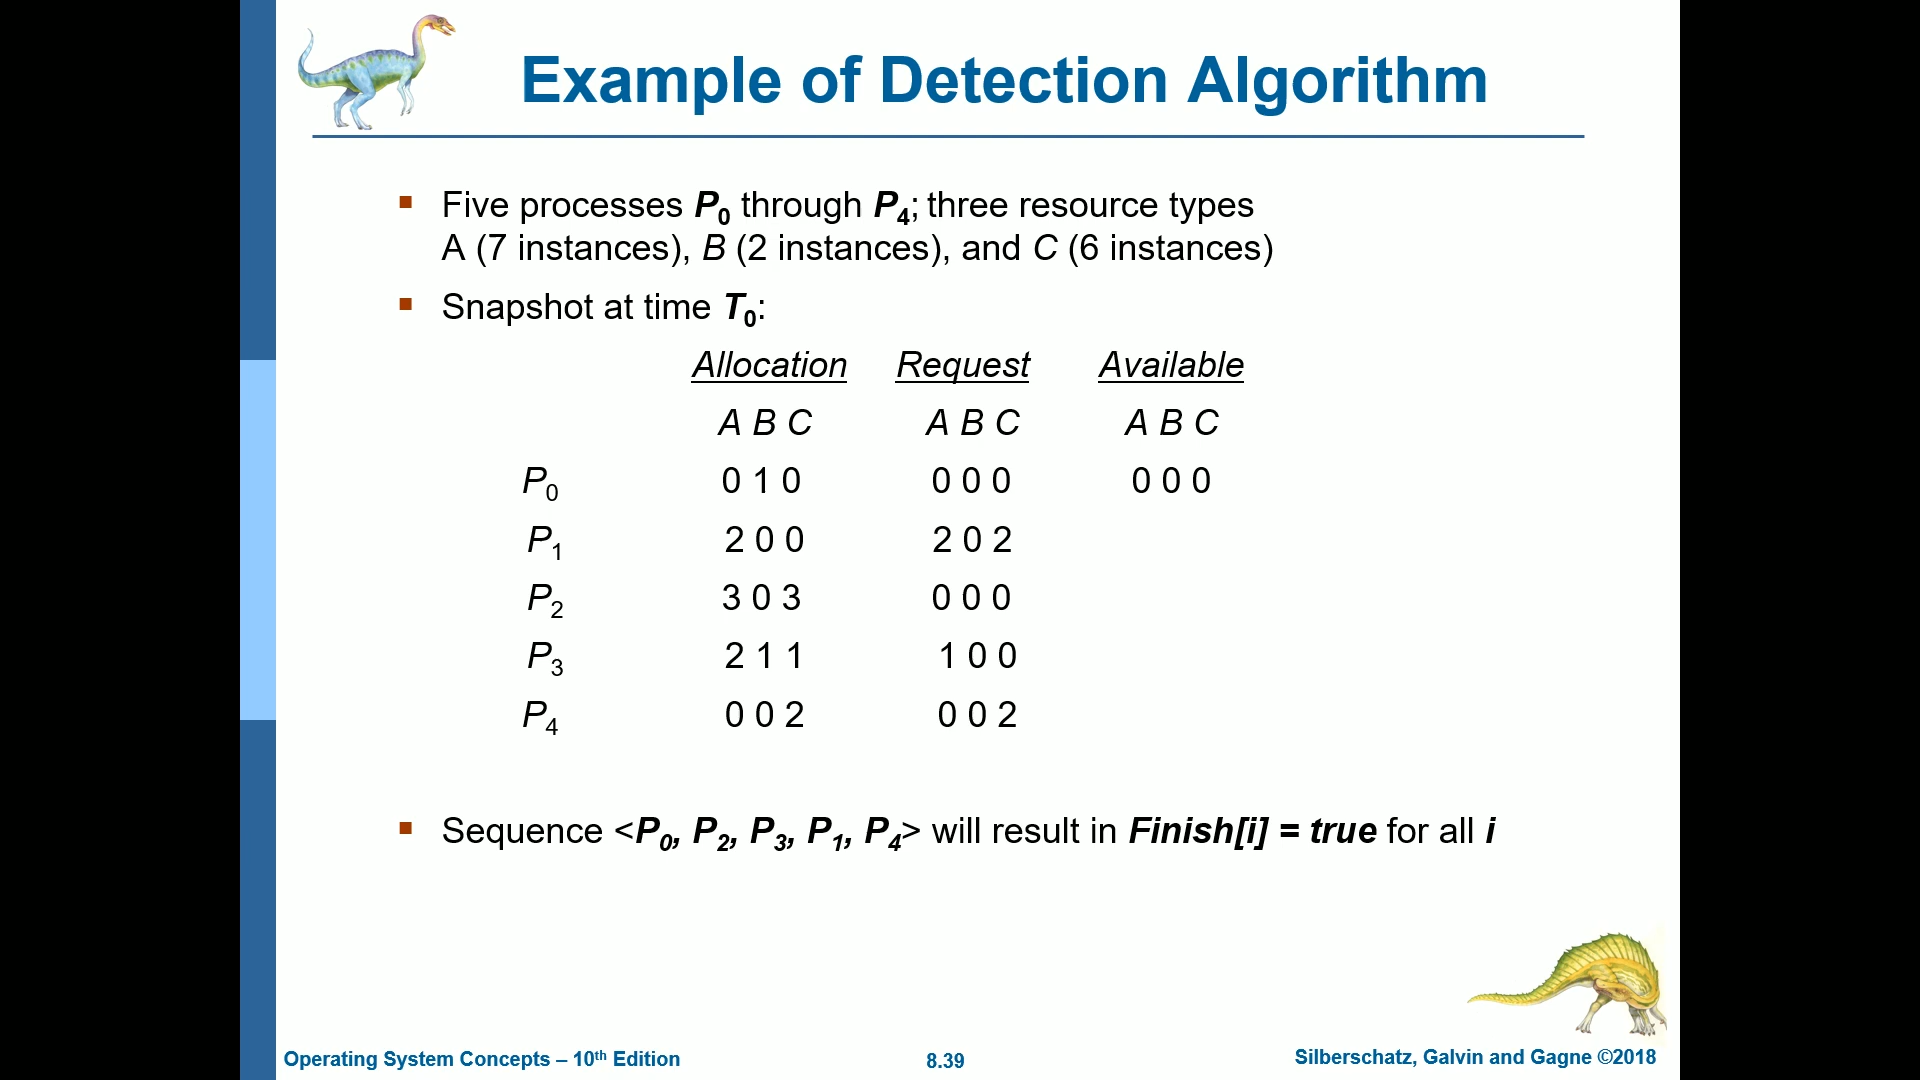 Example of Detection Algorithm
Five processes P0 through P4; three resource types
A (7 instances), B (2 instances), and C (6 instances)
Snapshot at time T0:
Allocation Request Available
A B C A B C A B C
P0 0 1 0 0 0 0 0 0 0
P1 2 0 0 2 0 2
P2 3 0 3 0 0 0
P3 2 1 1 1 0 0
P4 0 0 2 0 0 2
Sequence <P0, P2, P3, P1, P4> will result in Finish[i] = true for all i
Operating System Concepts – 10th Edition 8.39 Silberschatz, Galvin and Gagne ©2018